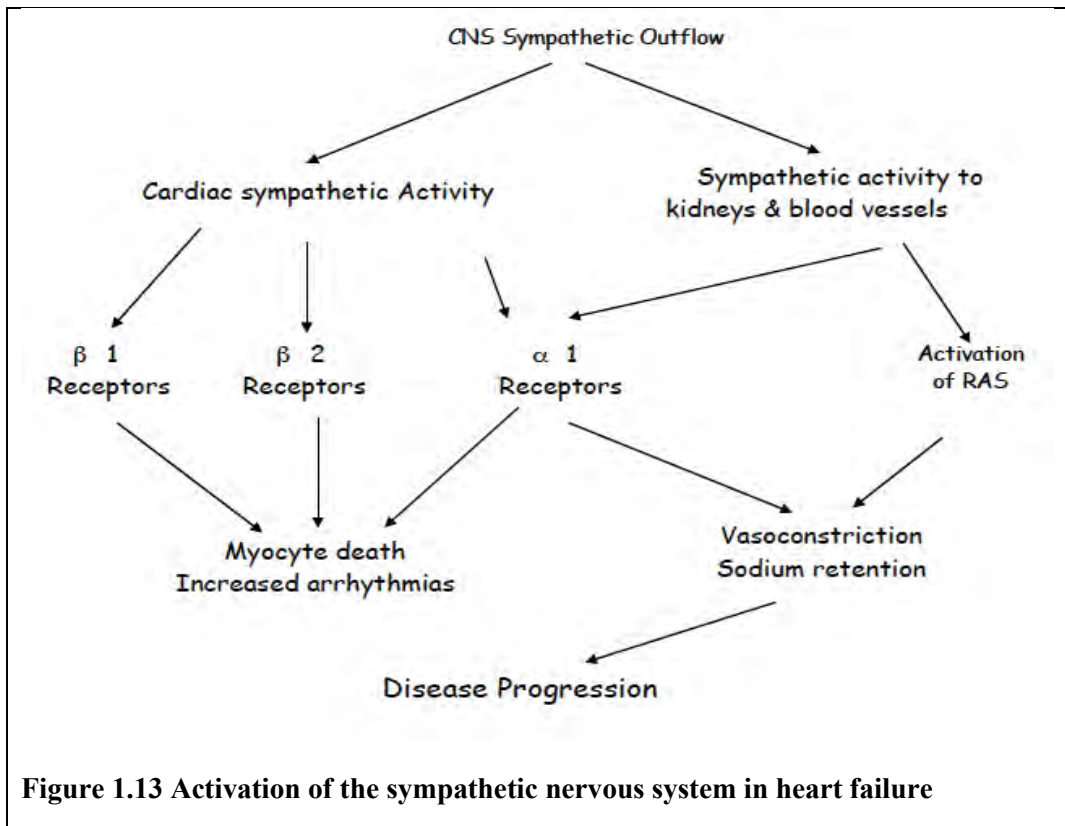 CNS Sympathetic Outflow
Cardiac sympathetic Activity
Sympathetic activity to
kidneys & blood vessels
β 1
Receptors
β 2
Receptors
α 1
Receptors
Activation
of RAS
Myocyte death
Increased arrhythmias
Vasoconstriction
Sodium retention
Disease Progression
Figure 1.13 Activation of the sympathetic nervous system in heart failure